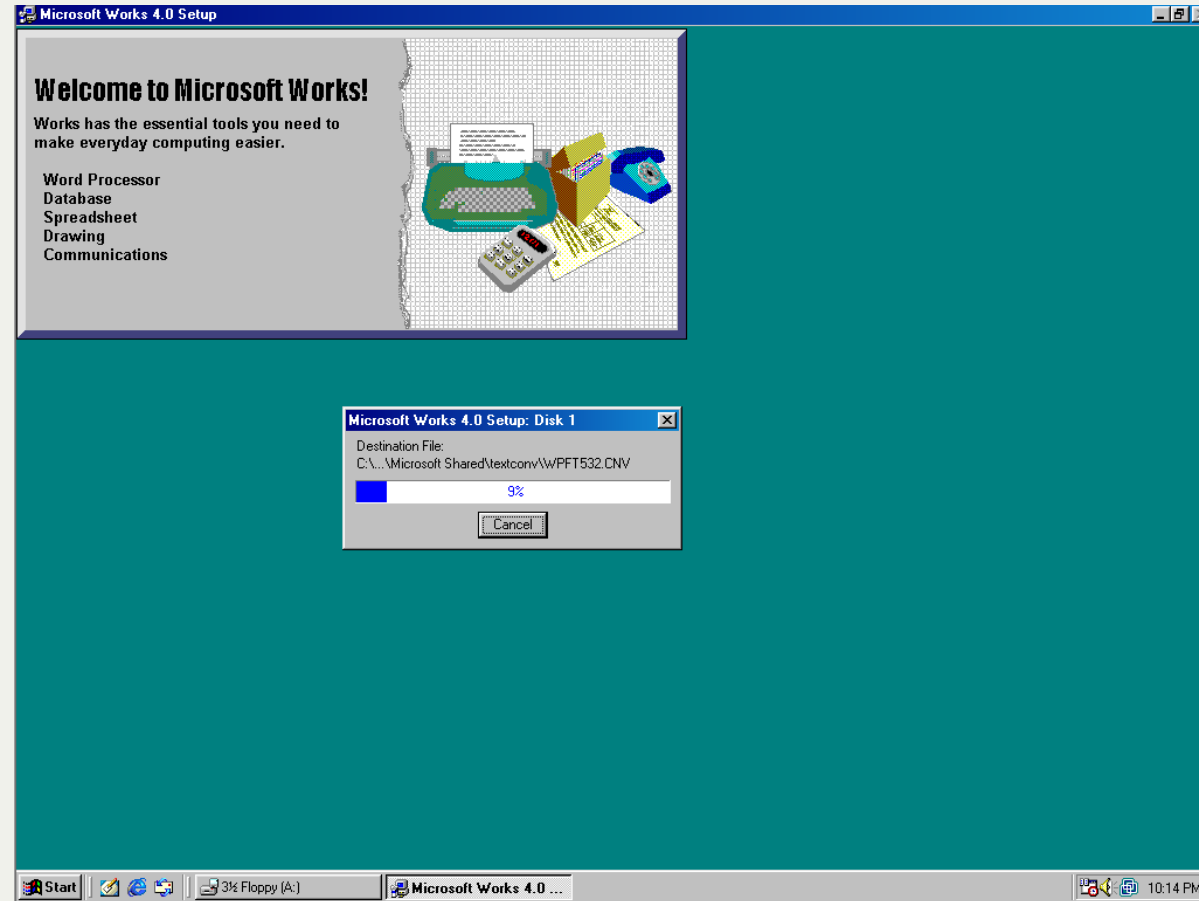 Microsoft Works 4.0 Setup
Welcome to Microsoft Works!
Works has the essential tools you need to
make everyday computing easier.
Word Processor
Database
Spreadsheet
Drawing
Communications
Microsoft Works 4.0 Setup: Disk 1
Destination File:
C:\...\Microsoft Shared\textconv\WPFT532.CNV
9%
Cancel
Start
3½ Floppy (A:)
Microsoft Works 4.0 ...
10:14 PM